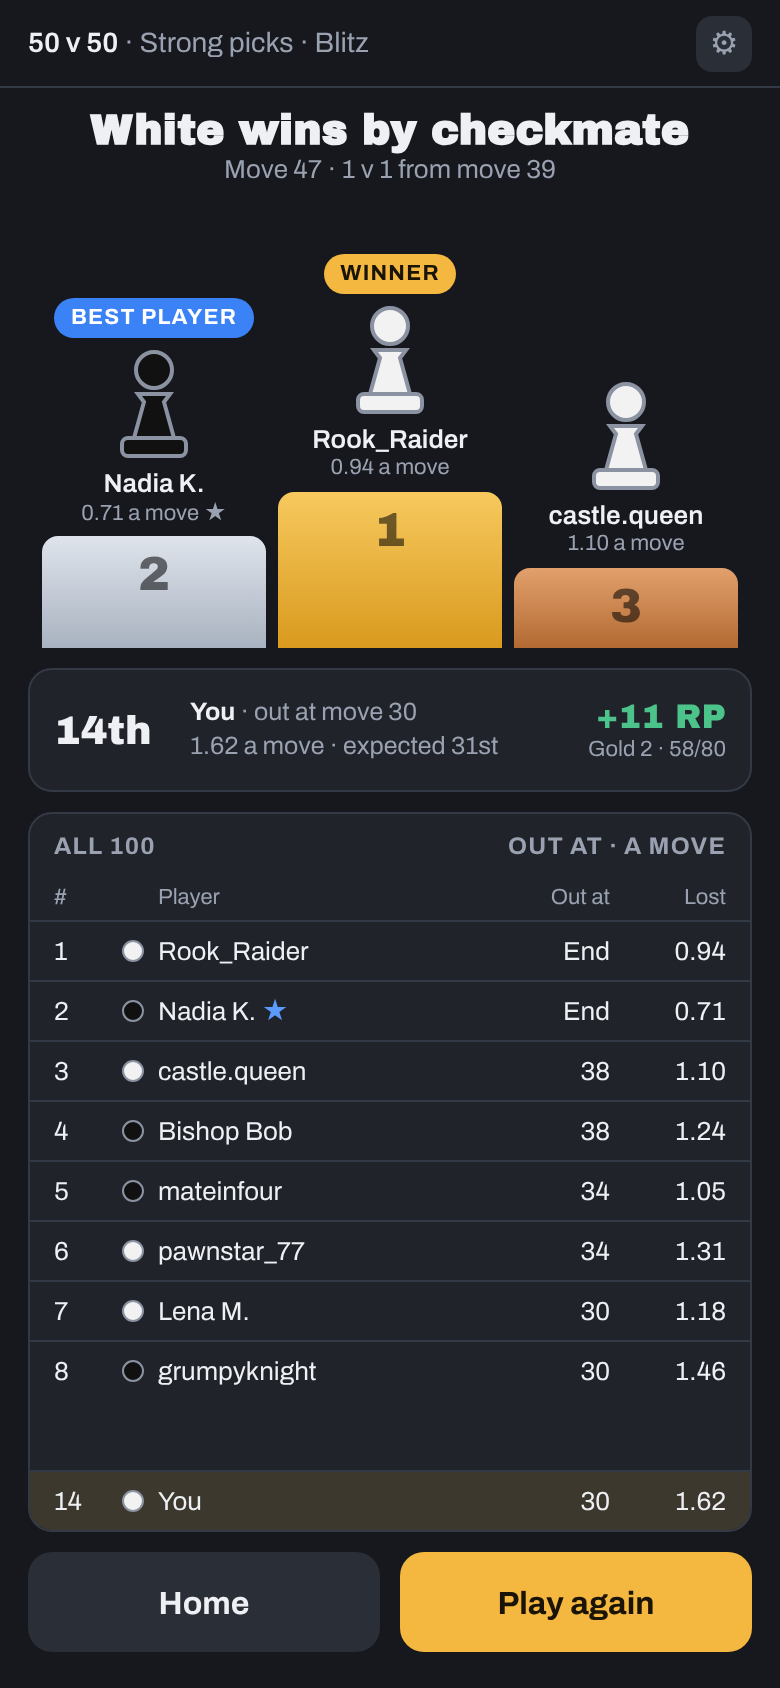 50 v 50 · Strong picks · Blitz
White wins by checkmate
Move 47 · 1 v 1 from move 39
WINNER
BEST PLAYER
Rook_Raider
0.94 a move
Nadia K.
0.71 a move ★
castle.queen
1.10 a move
1
2
3
14th
You · out at move 30
1.62 a move · expected 31st
+11 RP
Gold 2 · 58/80
ALL 100 OUT AT · A MOVE
# Player Out at Lost
1 Rook_Raider End 0.94
2 Nadia K. ★ End 0.71
3 castle.queen 38 1.10
4 Bishop Bob 38 1.24
5 mateinfour 34 1.05
6 pawnstar_77 34 1.31
7 Lena M. 30 1.18
8 grumpyknight 30 1.46
14 You 30 1.62
Home Play again